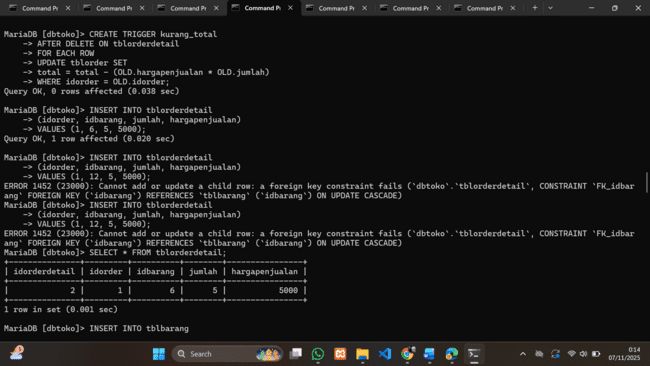 Command Pr
Command Pr
Command Pr
Command Pr
Command Pr
Command Pr
Command Pr
MariaDB [dbtoko]> CREATE TRIGGER kurang_total
-> AFTER DELETE ON tblorderdetail
-> FOR EACH ROW
-> UPDATE tblorder SET
-> total = total - (OLD.hargapenjualan * OLD.jumlah)
-> WHERE idorder = OLD.idorder;
Query OK, 0 rows affected (0.038 sec)
MariaDB [dbtoko]> INSERT INTO tblorderdetail
-> (idorder, idbarang, jumlah, hargapenjualan)
-> VALUES (1, 6, 5, 5000);
Query OK, 1 row affected (0.020 sec)
MariaDB [dbtoko]> INSERT INTO tblorderdetail
-> (idorder, idbarang, jumlah, hargapenjualan)
-> VALUES (1, 12, 5, 5000);
ERROR 1452 (23000): Cannot add or update a child row: a foreign key constraint fails (`dbtoko`.`tblorderdetail`, CONSTRAINT `FK_idbar
ang` FOREIGN KEY (`idbarang`) REFERENCES `tblbarang` (`idbarang`) ON UPDATE CASCADE)
MariaDB [dbtoko]> INSERT INTO tblorderdetail
-> (idorder, idbarang, jumlah, hargapenjualan)
-> VALUES (1, 12, 5, 5000);
ERROR 1452 (23000): Cannot add or update a child row: a foreign key constraint fails (`dbtoko`.`tblorderdetail`, CONSTRAINT `FK_idbar
ang` FOREIGN KEY (`idbarang`) REFERENCES `tblbarang` (`idbarang`) ON UPDATE CASCADE)
MariaDB [dbtoko]> SELECT * FROM tblorderdetail;
+---------------+---------+----------+--------+----------------+
| idorderdetail | idorder | idbarang | jumlah | hargapenjualan |
+---------------+---------+----------+--------+----------------+
| 2 | 1 | 6 | 5 | 5000 |
+---------------+---------+----------+--------+----------------+
1 row in set (0.001 sec)
MariaDB [dbtoko]> INSERT INTO tblbarang
Search
0:14
07/11/2025